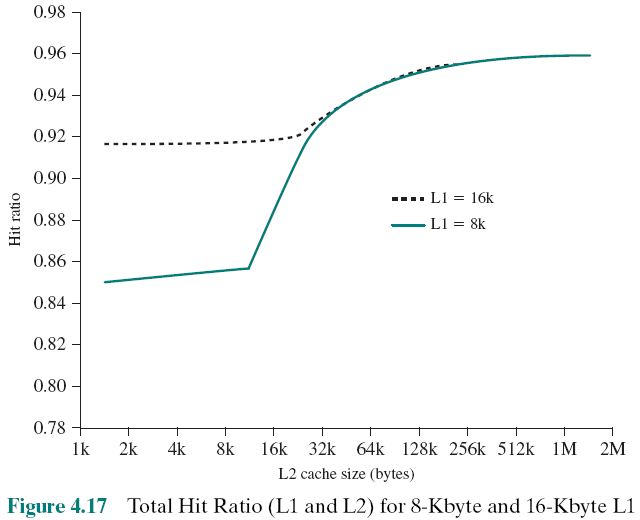 0.98
0.96
0.94
0.92
0.90
0.88
0.86
0.84
0.82
0.80
0.78
Hit ratio
L1 = 16k
L1 = 8k
1k 2k 4k 8k 16k 32k 64k 128k 256k 512k 1M 2M
L2 cache size (bytes)
Figure 4.17 Total Hit Ratio (L1 and L2) for 8-Kbyte and 16-Kbyte L1